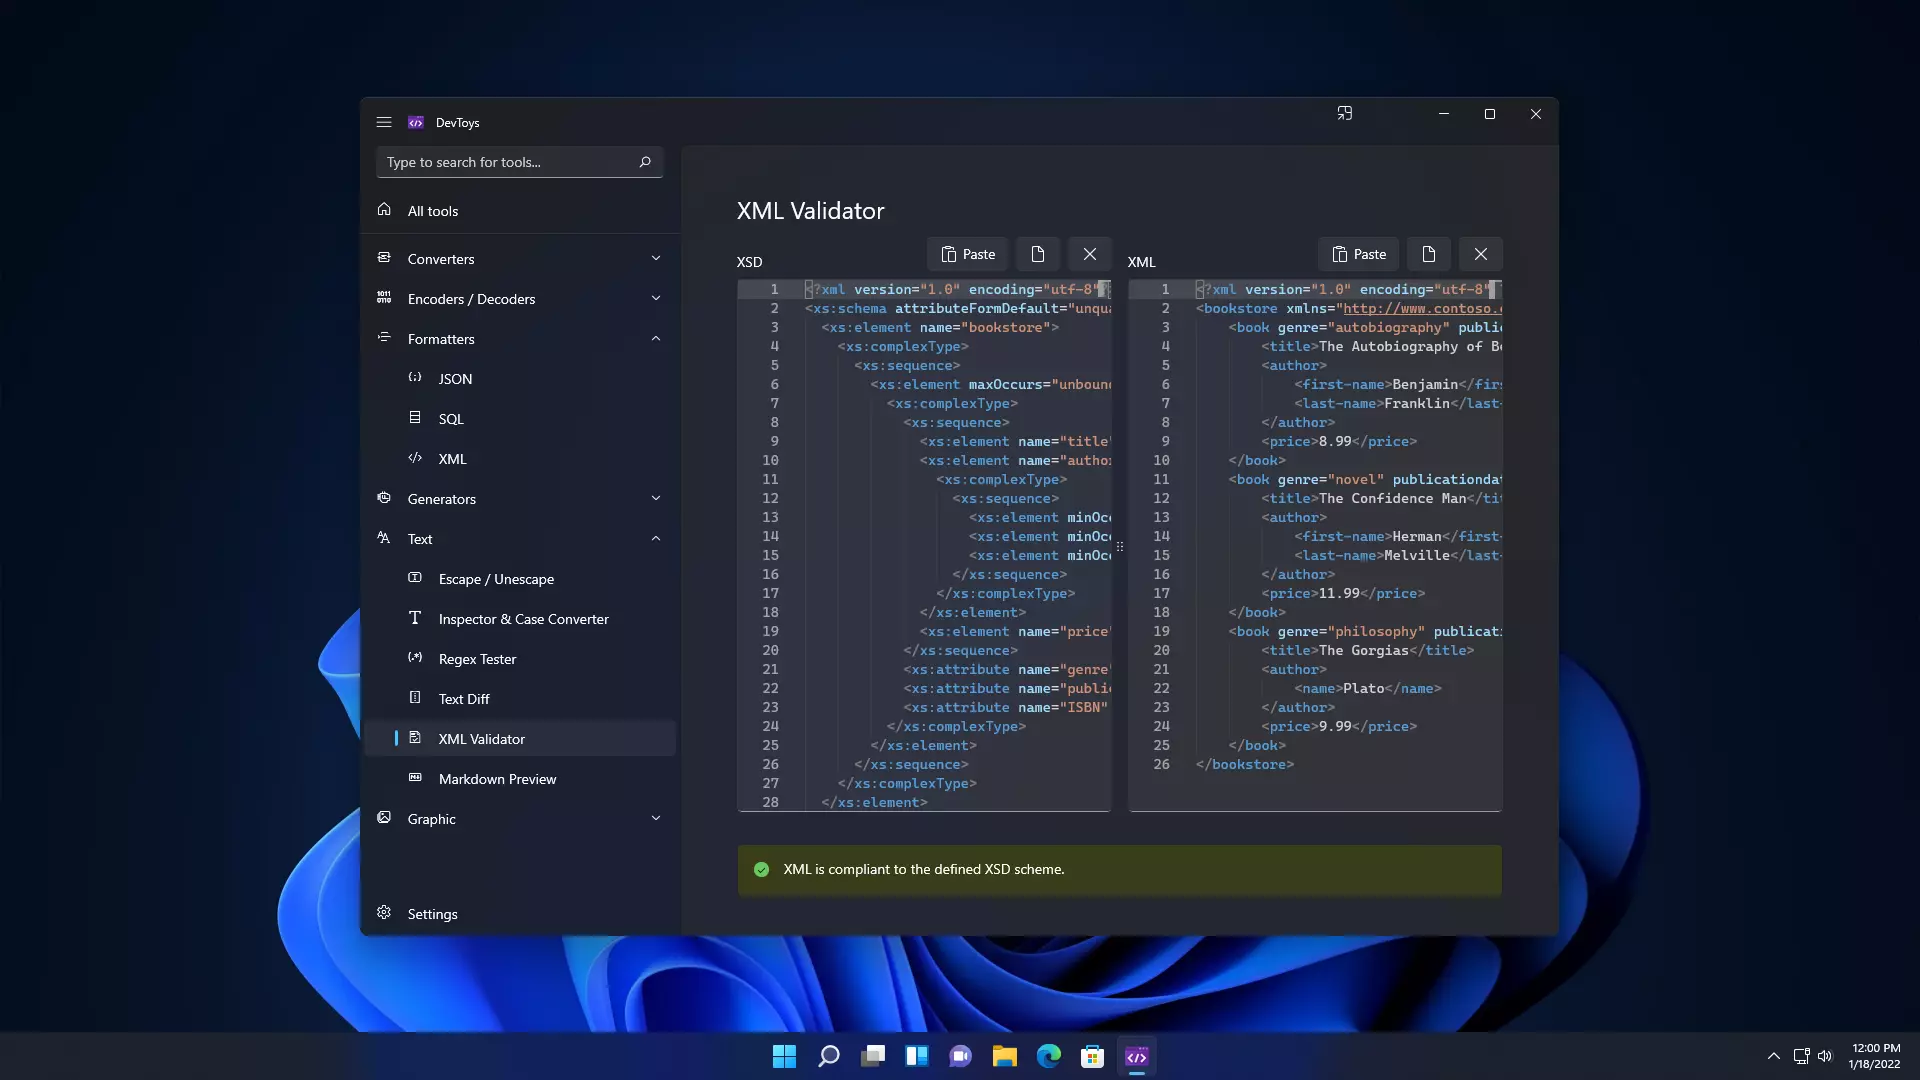 DevToys
Type to search for tools...
All tools
Converters
Encoders / Decoders
Formatters
JSON
SQL
XML
Generators
Text
Escape / Unescape
Inspector & Case Converter
Regex Tester
Text Diff
XML Validator
Markdown Preview
Graphic
Settings
XML Validator
XSD
Paste
1 <?xml version="1.0" encoding="utf-8"?
2 <xs:schema attributeFormDefault="unqua
3 <xs:element name="bookstore">
4 <xs:complexType>
5 <xs:sequence>
6 <xs:element maxOccurs="unboun
7 <xs:complexType>
8 <xs:sequence>
9 <xs:element name="title"
10 <xs:element name="author
11 <xs:complexType>
12 <xs:sequence>
13 <xs:element minOcc
14 <xs:element minOcc
15 <xs:element minOcc
16 </xs:sequence>
17 </xs:complexType>
18 </xs:element>
19 <xs:element name="price"
20 </xs:sequence>
21 <xs:attribute name="genre"
22 <xs:attribute name="public
23 <xs:attribute name="ISBN"
24 </xs:complexType>
25 </xs:element>
26 </xs:sequence>
27 </xs:complexType>
28 </xs:element>
XML
Paste
1 <?xml version="1.0" encoding="utf-8"
2 <bookstore xmlns="http://www.contoso.c
3 <book genre="autobiography" public
4 <title>The Autobiography of Be
5 <author>
6 <first-name>Benjamin</firs
7 <last-name>Franklin</last-
8 </author>
9 <price>8.99</price>
10 </book>
11 <book genre="novel" publicationdat
12 <title>The Confidence Man</tit
13 <author>
14 <first-name>Herman</first-
15 <last-name>Melville</last-
16 </author>
17 <price>11.99</price>
18 </book>
19 <book genre="philosophy" publicati
20 <title>The Gorgias</title>
21 <author>
22 <name>Plato</name>
23 </author>
24 <price>9.99</price>
25 </book>
26 </bookstore>
XML is compliant to the defined XSD scheme.
12:00 PM
1/18/2022